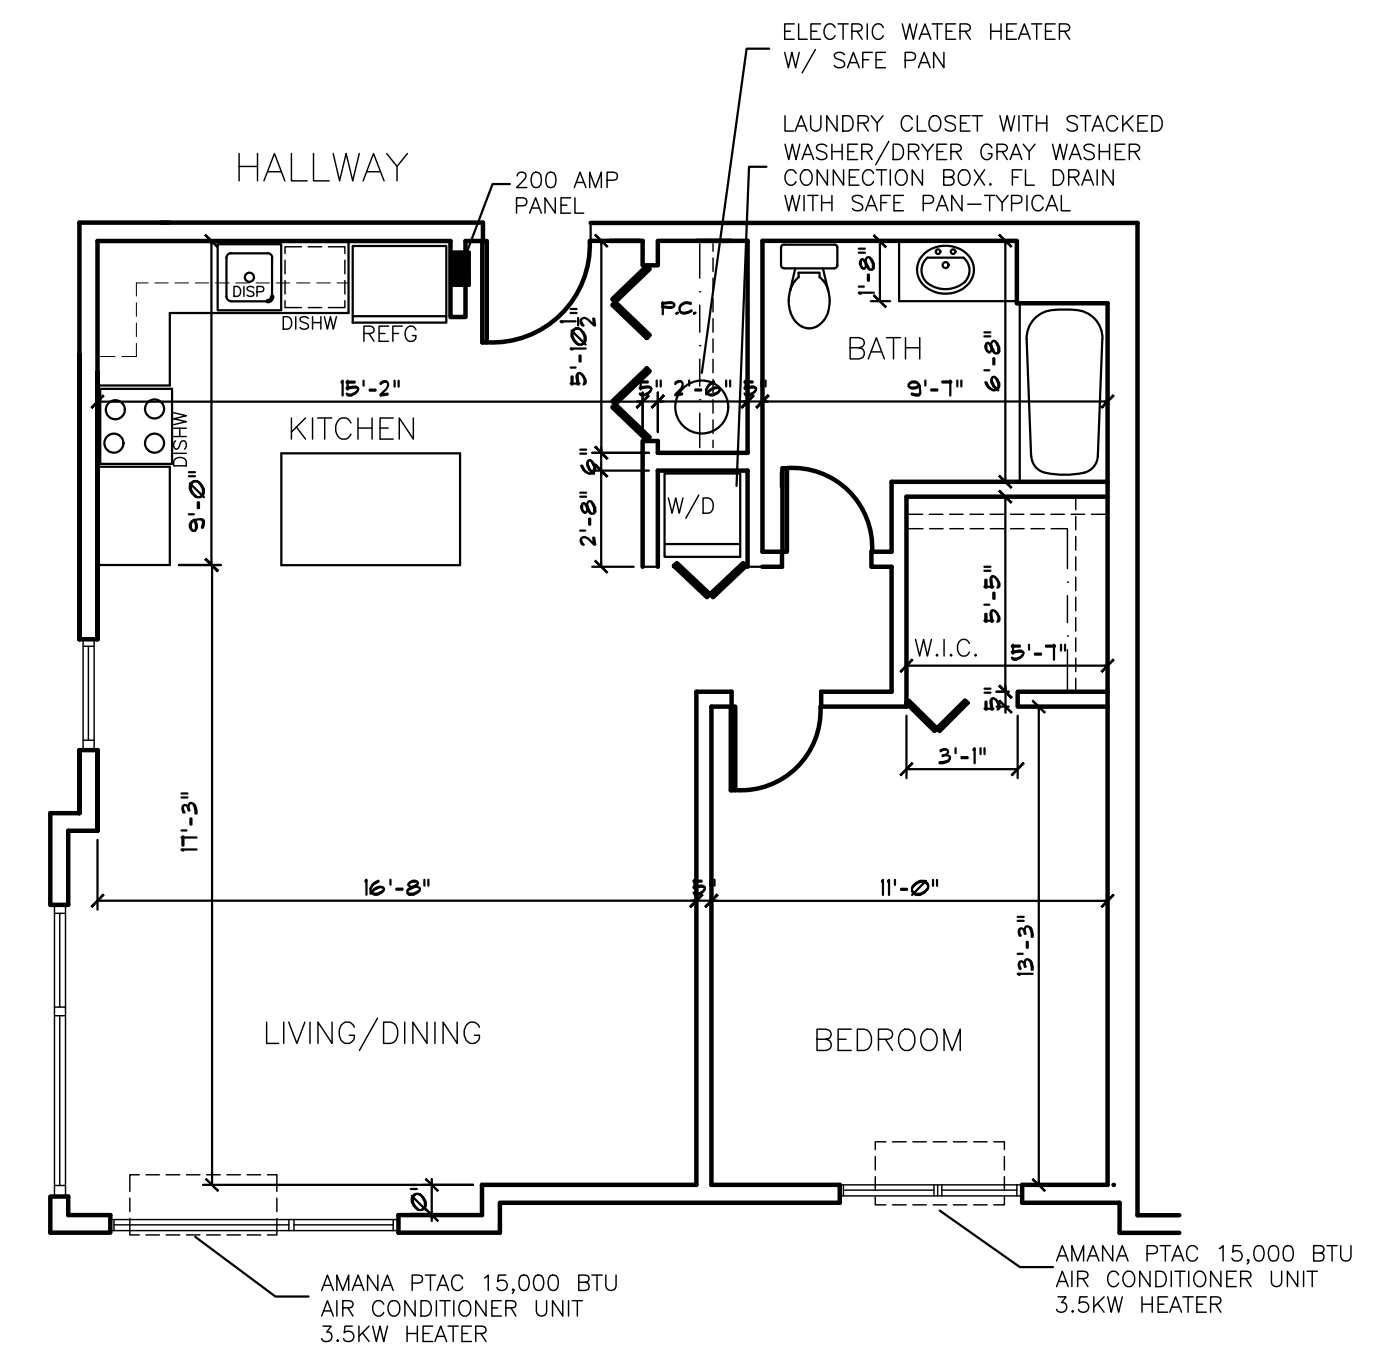 ELECTRIC WATER HEATER
W/ SAFE PAN
LAUNDRY CLOSET WITH STACKED
WASHER/DRYER GRAY WASHER
CONNECTION BOX. FL DRAIN
WITH SAFE PAN-TYPICAL
HALLWAY
200 AMP
PANEL
DISP
DISHW
REFG
P.C.
1'-8"
BATH
5'-10 1/2"
6'-8"
15'-2"
5"
2'-6"
5"
9'-7"
KITCHEN
DISHW
9'-0"
6"
2'-8"
W/D
5'-5"
W.I.C.
5'-7"
5"
3'-1"
17'-3"
16'-8"
5"
11'-0"
13'-3"
LIVING/DINING
BEDROOM
AMANA PTAC 15,000 BTU
AIR CONDITIONER UNIT
3.5KW HEATER
AMANA PTAC 15,000 BTU
AIR CONDITIONER UNIT
3.5KW HEATER